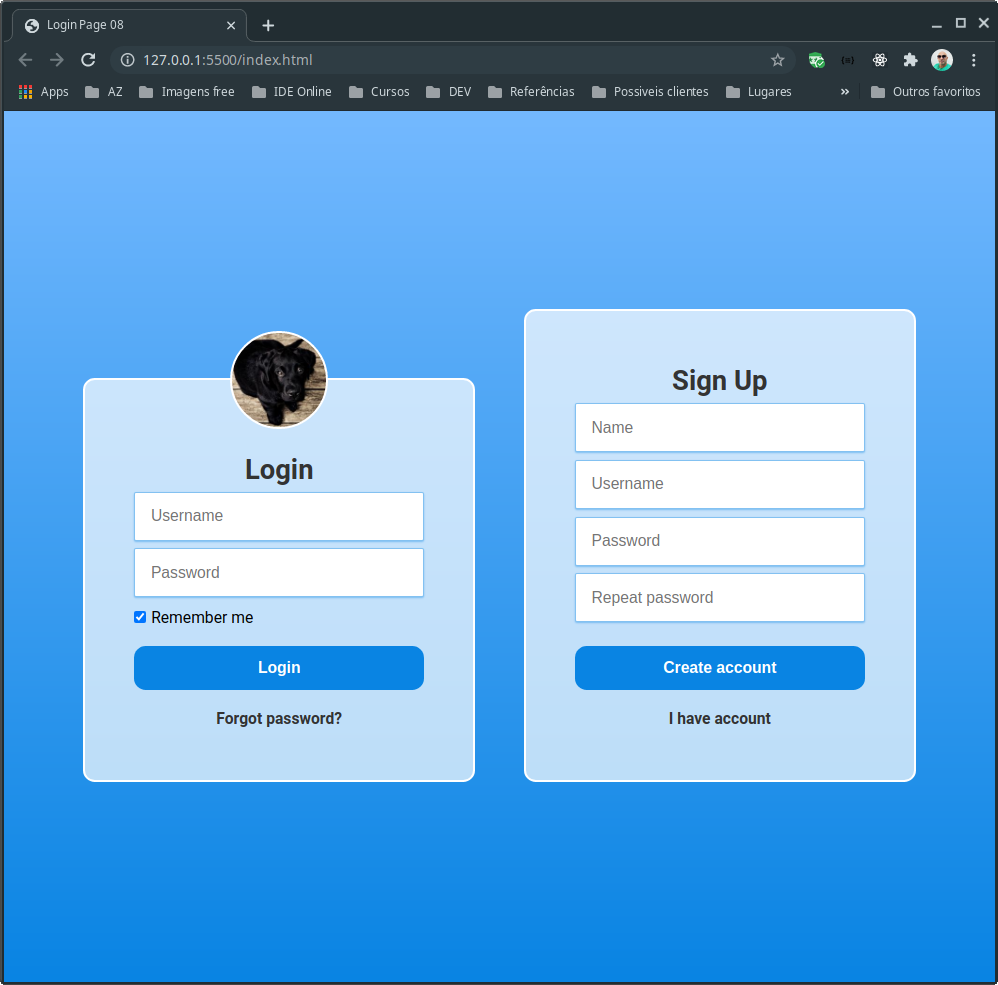 Login Page 08
127.0.0.1:5500/index.html
Apps AZ Imagens free IDE Online Cursos DEV Referências Possiveis clientes Lugares » Outros favoritos
Login
Username
Password
Remember me
Login
Forgot password?
Sign Up
Name
Username
Password
Repeat password
Create account
I have account